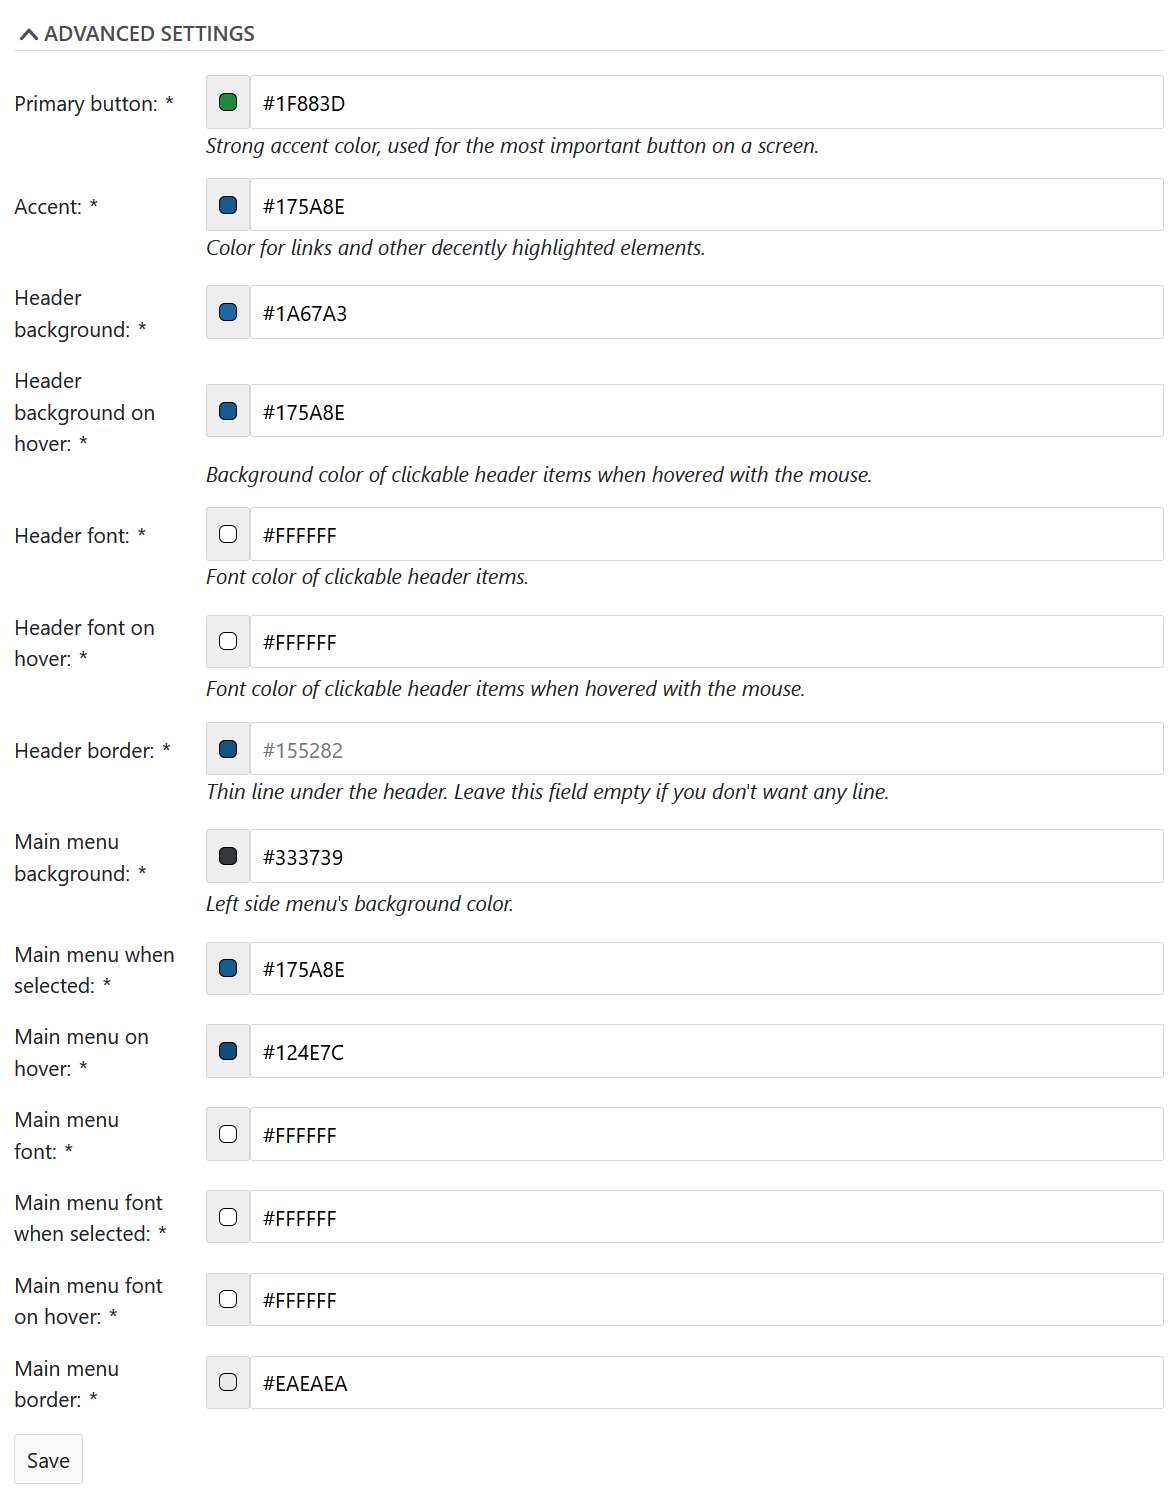 ADVANCED SETTINGS
Primary button: *
#1F883D
Strong accent color, used for the most important button on a screen.
Accent: *
#175A8E
Color for links and other decently highlighted elements.
Header
background: *
#1A67A3
Header
background on
hover: *
#175A8E
Background color of clickable header items when hovered with the mouse.
Header font: *
#FFFFFF
Font color of clickable header items.
Header font on
hover: *
#FFFFFF
Font color of clickable header items when hovered with the mouse.
Header border: *
#155282
Thin line under the header. Leave this field empty if you don't want any line.
Main menu
background: *
#333739
Left side menu's background color.
Main menu when
selected: *
#175A8E
Main menu on
hover: *
#124E7C
Main menu
font: *
#FFFFFF
Main menu font
when selected: *
#FFFFFF
Main menu font
on hover: *
#FFFFFF
Main menu
border: *
#EAEAEA
Save